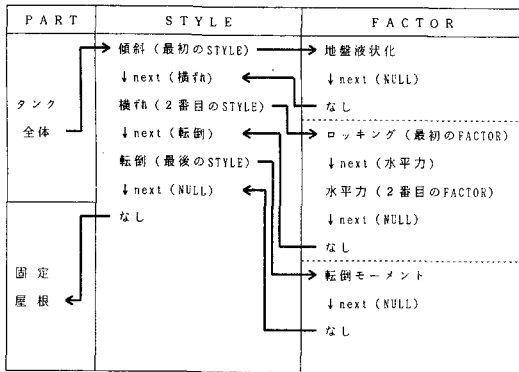 PART STYLE FACTOR
傾斜（最初のSTYLE） 地盤液状化
↓next（横ずれ） ↓next（NULL）
タンク 横ずれ（２番目のSTYLE） なし
全体 ↓next（転倒） ロッキング（最初のFACTOR）
転倒（最後のSTYLE） ↓next（水平力）
↓next（NULL） 水平力（２番目のFACTOR）
なし ↓next（NULL）
なし
固定 転倒モーメント
屋根 ↓next（NULL）
なし